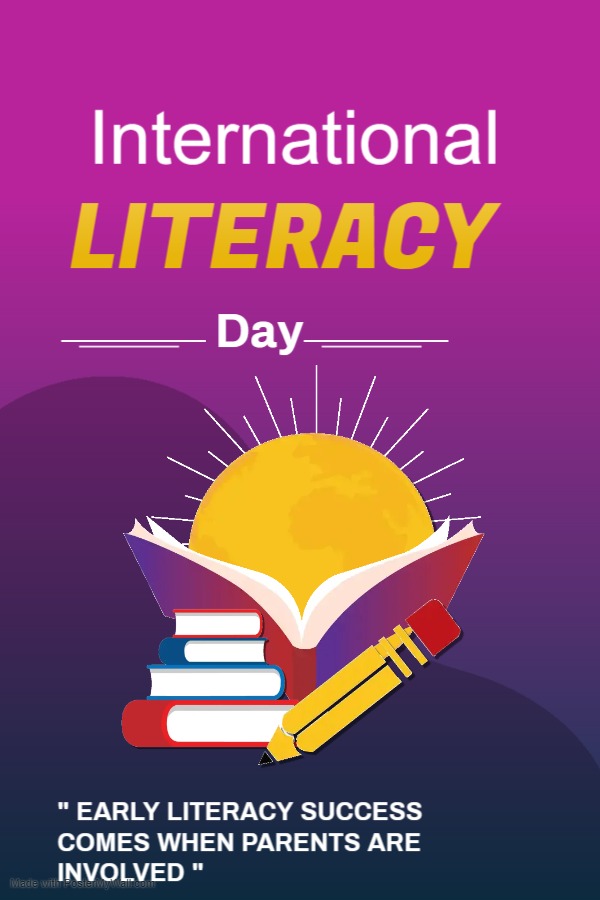 International
LITERACY
Day
" EARLY LITERACY SUCCESS
COMES WHEN PARENTS ARE
INVOLVED "
Made with PosterMyWall.com